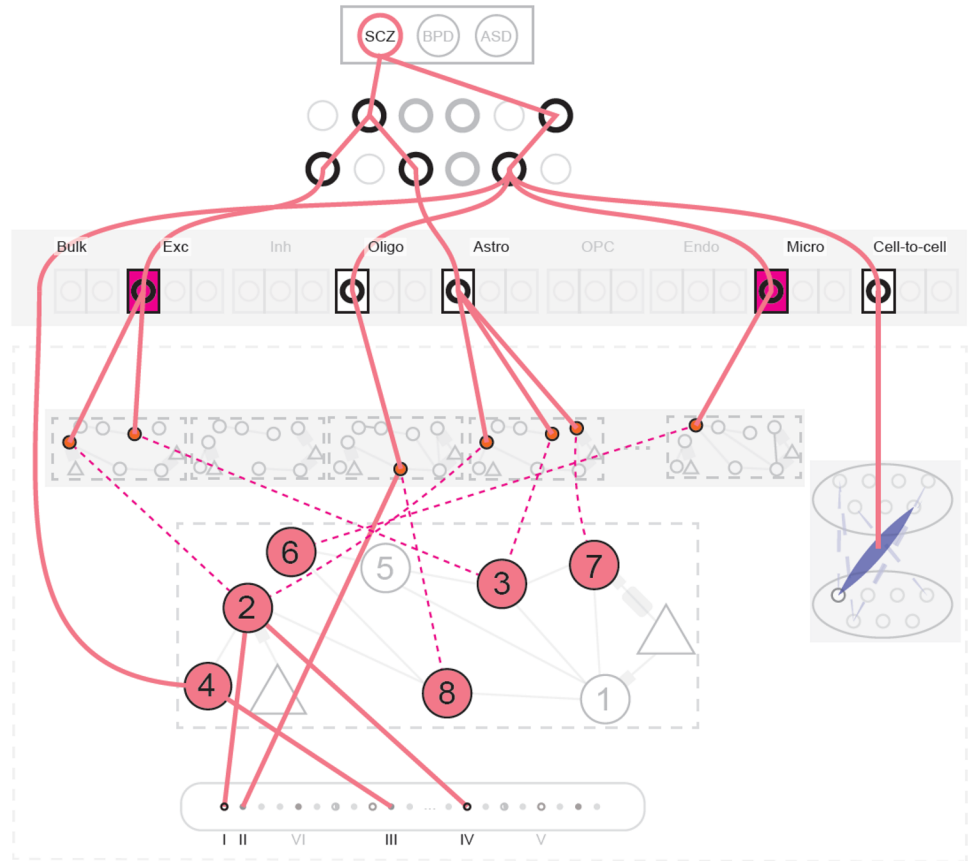 SCZ BPD ASD
Bulk Exc Inh Oligo Astro OPC Endo Micro Cell-to-cell
...
6 5 3 7
2
4 8 1
...
I II VI III IV V